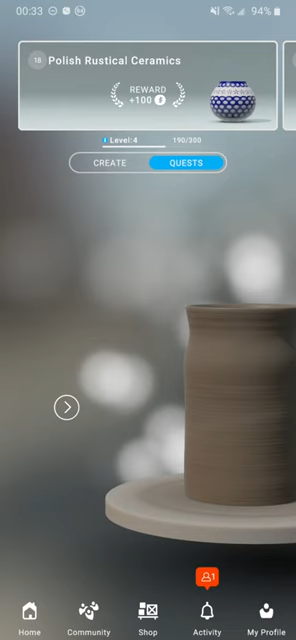 00:33 94%
18 Polish Rustical Ceramics
REWARD
+100
Level: 4 190/300
CREATE QUESTS
1
Home Community Shop Activity My Profile